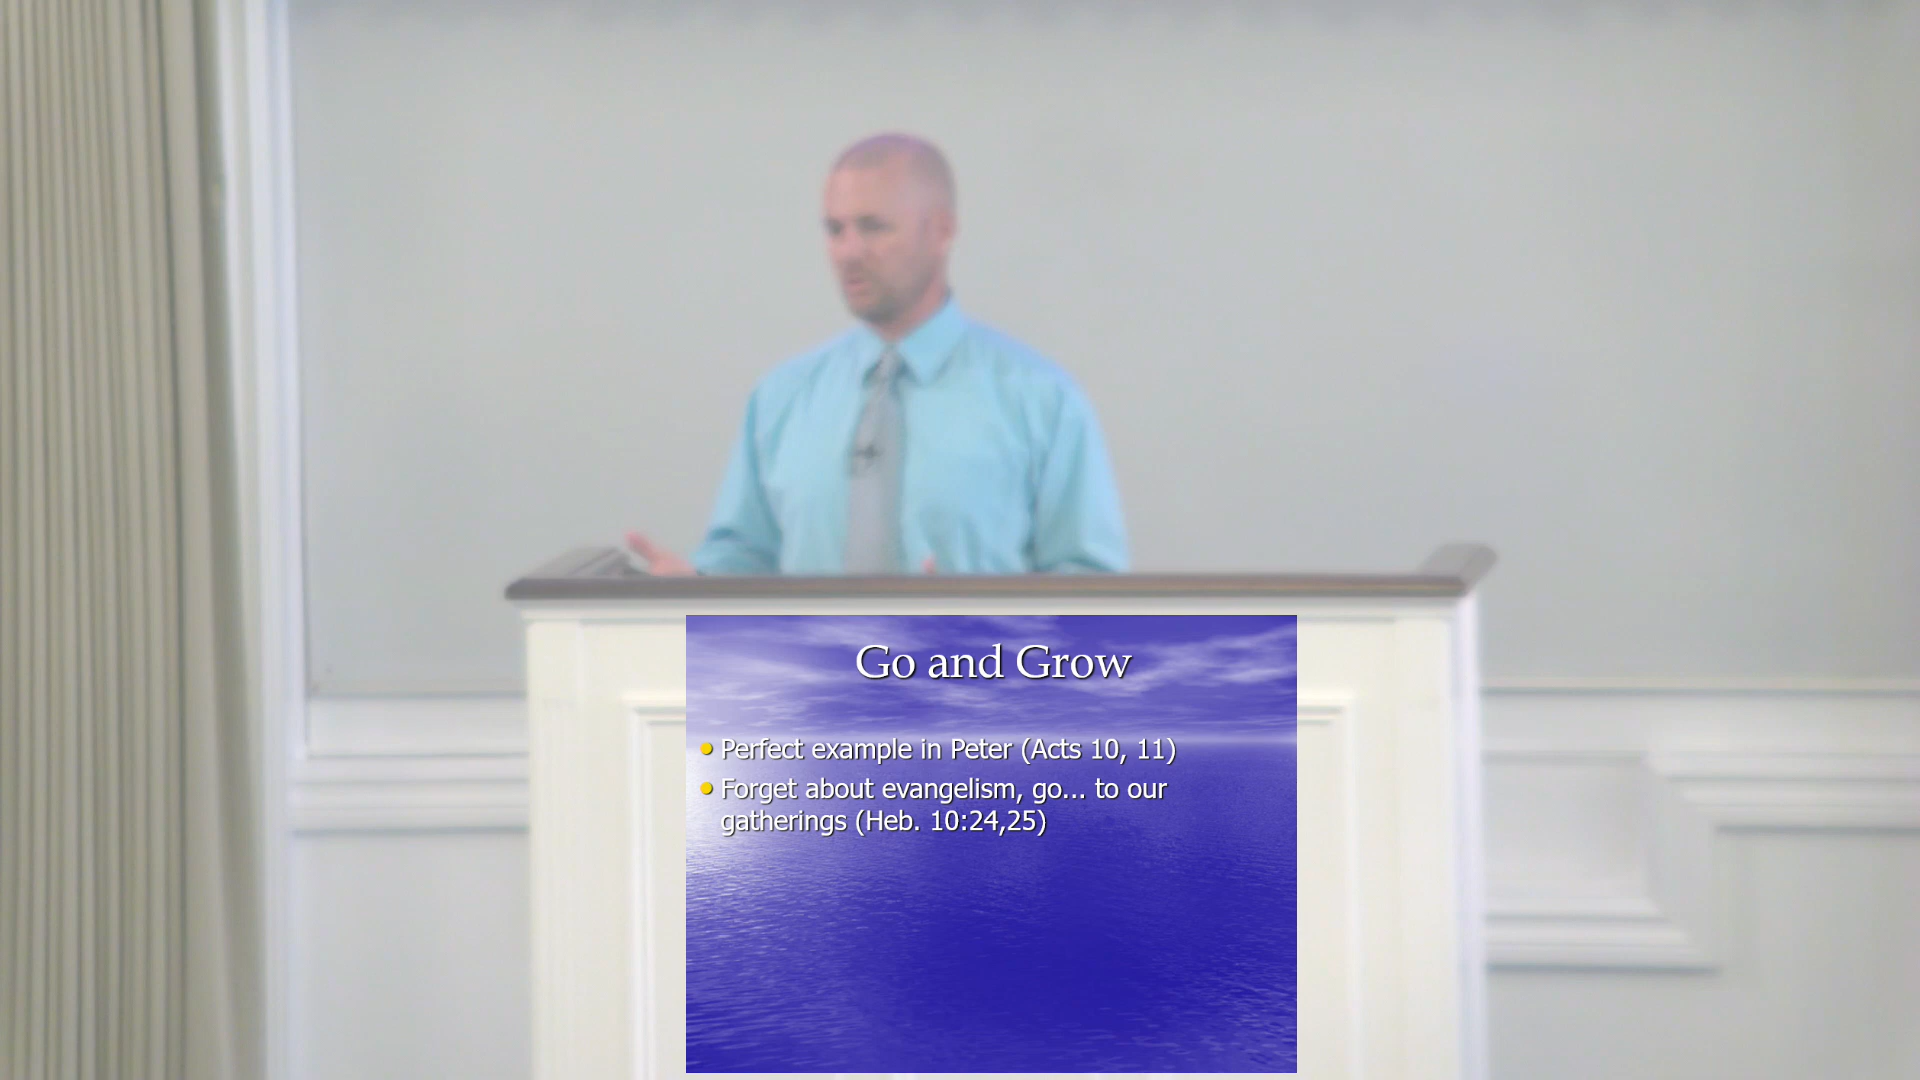 Go and Grow
Perfect example in Peter (Acts 10, 11)
Forget about evangelism, go... to our
gatherings (Heb. 10:24,25)